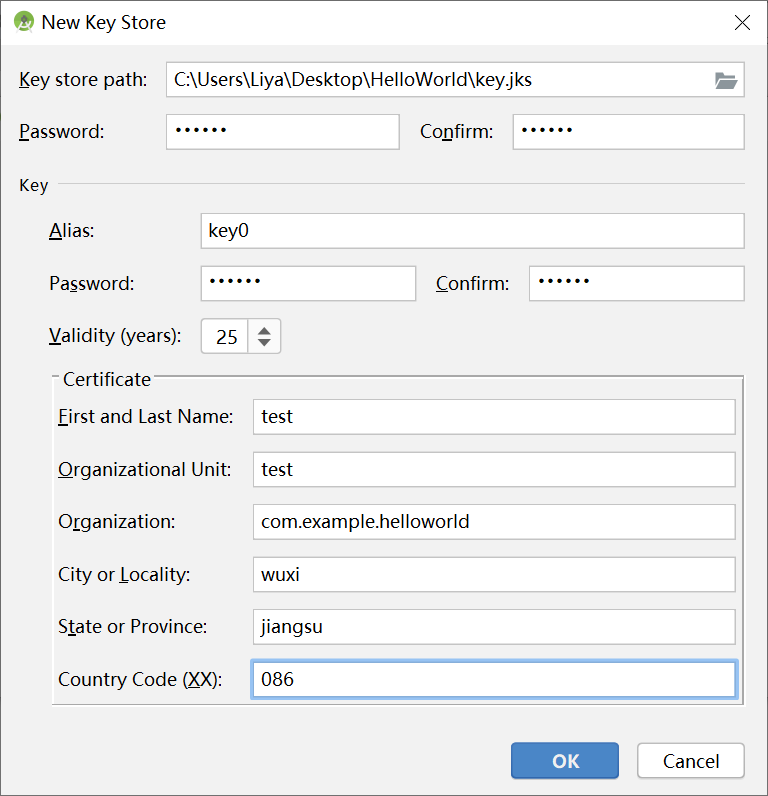 New Key Store
Key store path: C:\Users\Liya\Desktop\HelloWorld\key.jks
Password: •••••• Confirm: ••••••
Key
Alias: key0
Password: •••••• Confirm: ••••••
Validity (years): 25
Certificate
First and Last Name: test
Organizational Unit: test
Organization: com.example.helloworld
City or Locality: wuxi
State or Province: jiangsu
Country Code (XX): 086
OK Cancel